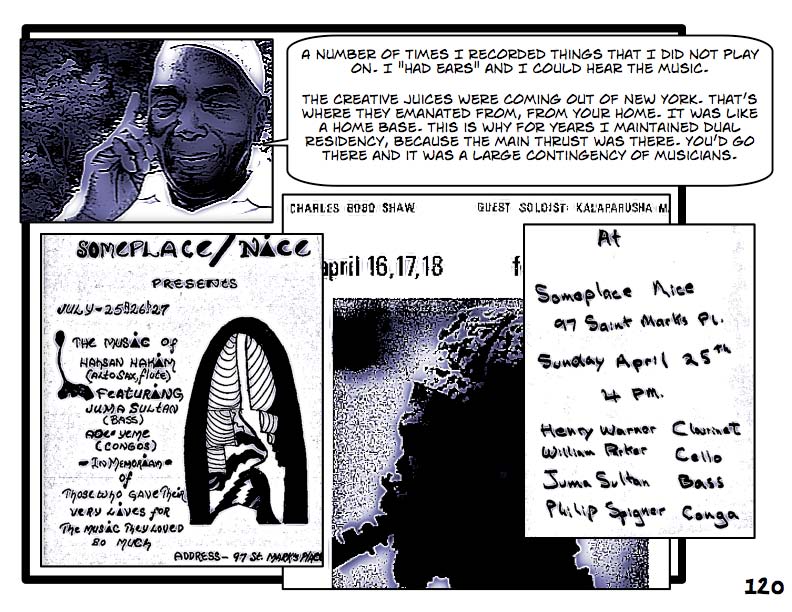 A NUMBER OF TIMES I RECORDED THINGS THAT I DID NOT PLAY
ON. I "HAD EARS" AND I COULD HEAR THE MUSIC.
THE CREATIVE JUICES WERE COMING OUT OF NEW YORK. THAT'S
WHERE THEY EMANATED FROM, FROM YOUR HOME. IT WAS LIKE
A HOME BASE. THIS IS WHY FOR YEARS I MAINTAINED DUAL
RESIDENCY, BECAUSE THE MAIN THRUST WAS THERE. YOU'D GO
THERE AND IT WAS A LARGE CONTINGENCY OF MUSICIANS.
CHARLES BOBO SHAW GUEST SOLOIST: KALAPARUSHA M.
april 16,17,18 f
SOMEPLACE/NICE
PRESENTS
JULY-25,26,27
THE MUSIC OF
HASSAN HAKIM
(ALTO SAX, flute)
FEATURING
JUMA SULTAN
(BASS)
YEME
(CONGOS)
-IN MEMORIAM-
OF
THOSE WHO GAVE THEIR
VERY LIVES FOR
THE MUSIC THEY LOVED
SO MUCH
ADDRESS- 97 ST. MARK'S PLACE
At
Someplace Nice
97 Saint Mark's Pl.
Sunday April 25th
4 PM.
Henry Warner Clarinet
William Parker Cello
Juma Sultan Bass
Philip Spigner Conga
120